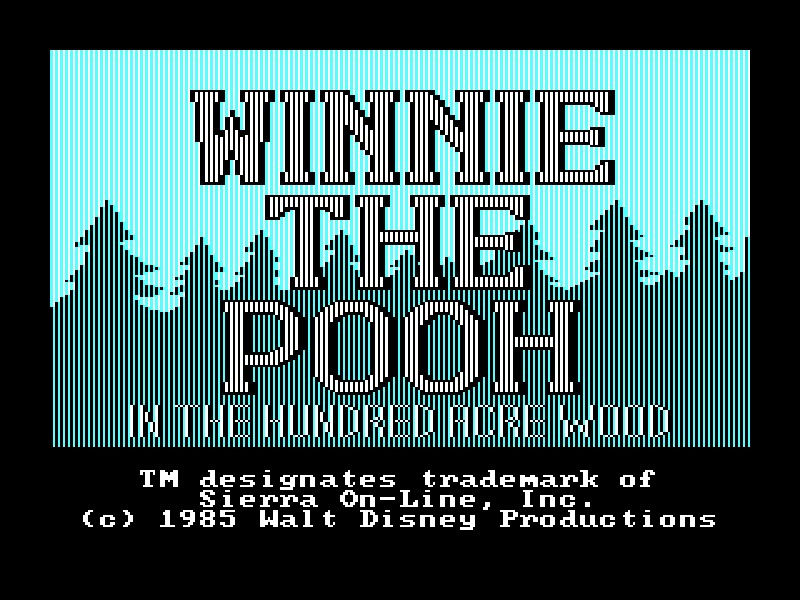 WINNIE
THE
POOH
IN THE HUNDRED ACRE WOOD
TM designates trademark of
Sierra On-Line, Inc.
(c) 1985 Walt Disney Productions